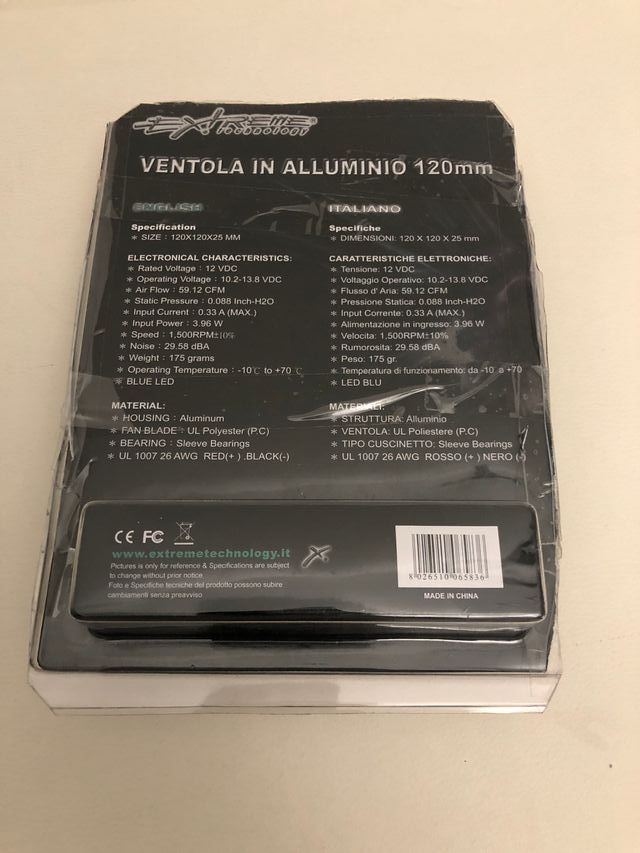 EXTREME®
TECHNOLOGY
VENTOLA IN ALLUMINIO 120mm
ENGLISH
Specification
* SIZE : 120X120X25 MM
ELECTRONICAL CHARACTERISTICS:
* Rated Voltage : 12 VDC
* Operating Voltage : 10.2-13.8 VDC
* Air Flow : 59.12 CFM
* Static Pressure : 0.088 Inch-H2O
* Input Current : 0.33 A (MAX.)
* Input Power : 3.96 W
* Speed : 1,500RPM±10%
* Noise : 29.58 dBA
* Weight : 175 grams
* Operating Temperature : -10℃ to +70 ℃
* BLUE LED
MATERIAL:
* HOUSING : Aluminum
* FAN BLADE : UL Polyester (P.C)
* BEARING : Sleeve Bearings
* UL 1007 26 AWG RED(+ ) .BLACK(-)
ITALIANO
Specifiche
* DIMENSIONI: 120 X 120 X 25 mm
CARATTERISTICHE ELETTRONICHE:
* Tensione: 12 VDC
* Voltaggio Operativo: 10.2-13.8 VDC
* Flusso d' Aria: 59.12 CFM
* Pressione Statica: 0.088 Inch-H2O
* Input Corrente: 0.33 A (MAX.)
* Alimentazione in ingresso: 3.96 W
* Velocita: 1,500RPM±10%
* Rumorosita: 29.58 dBA
* Peso: 175 gr.
* Temperatura di funzionamento: da -10 a +70
* LED BLU
MATERIALI:
* STRUTTURA: Alluminio
* VENTOLA: UL Poliestere (P.C)
* TIPO CUSCINETTO: Sleeve Bearings
* UL 1007 26 AWG ROSSO (+ ) NERO (-)
CE FC
www.extremetechnology.it
Pictures is only for reference & Specifications are subject
to change without prior notice
Foto e Specifiche tecniche del prodotto possono subire
cambiamenti senza preavviso
8 026510 065836
MADE IN CHINA